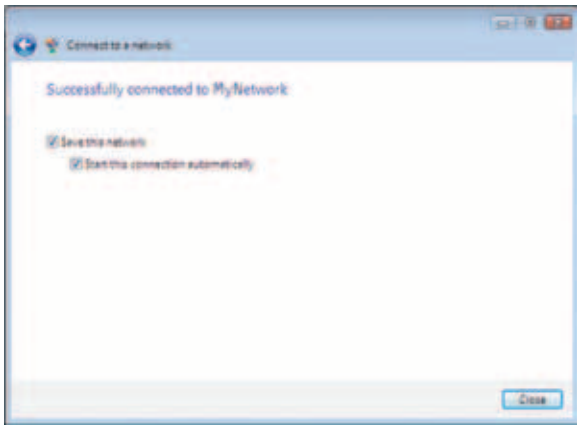 Connect to a network
Successfully connected to MyNetwork
Save this network
Start this connection automatically
Close